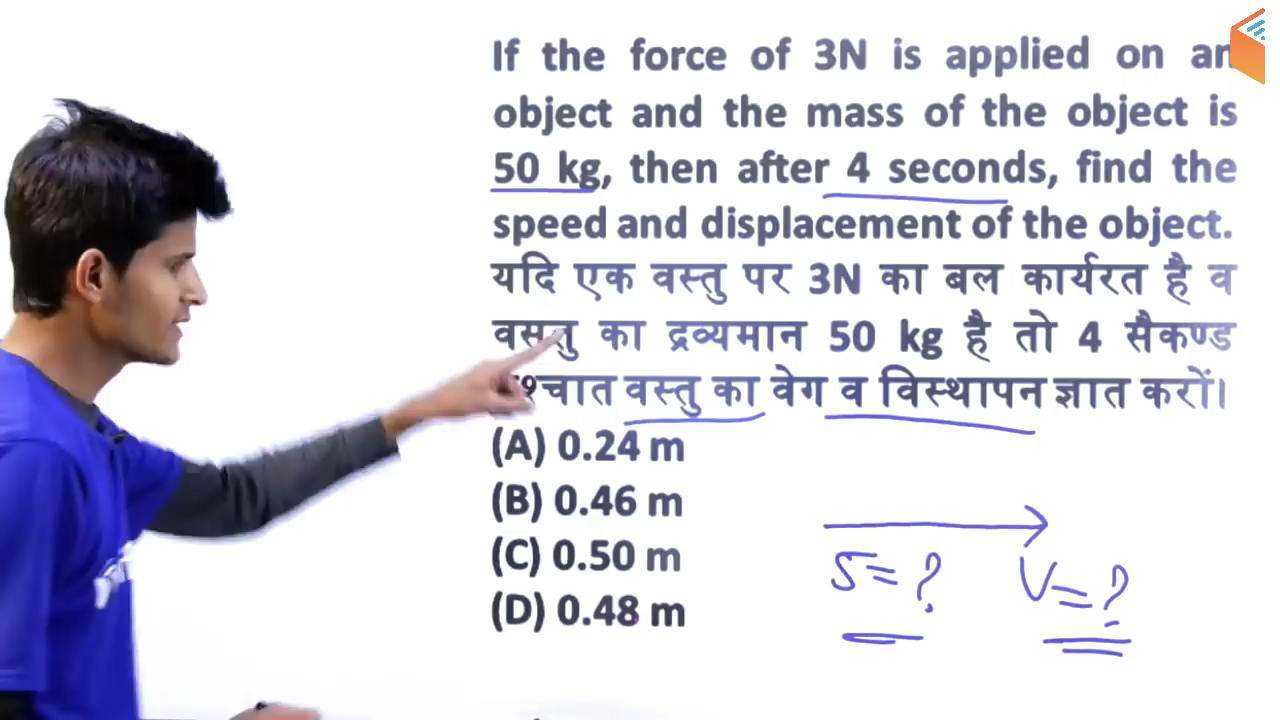 If the force of 3N is applied on an
object and the mass of the object is
50 kg, then after 4 seconds, find the
speed and displacement of the object.
यदि एक वस्तु पर 3N का बल कार्यरत है व
वसतु का द्रव्यमान 50 kg है तो 4 सैकण्ड
वस्तु का वेग व विस्थापन ज्ञात करों।
(A) 0.24 m
(B) 0.46 m
(C) 0.50 m
(D) 0.48 m
S = ? V = ?